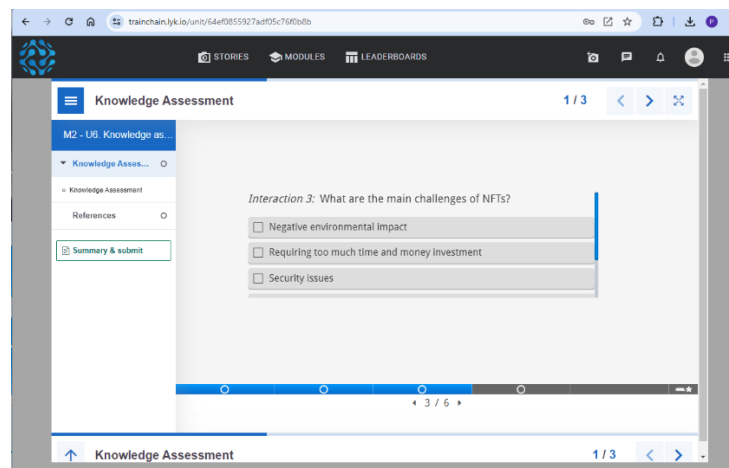 trainchain.lyk.io/unit/64ef0855927adf05c76f0b8b
P
STORIES
MODULES
LEADERBOARDS
Knowledge Assessment
1 / 3
M2 - U6. Knowledge as...
Knowledge Asses...
Knowledge Assessment
References
Summary & submit
Interaction 3: What are the main challenges of NFTs?
Negative environmental impact
Requiring too much time and money investment
Security issues
3 / 6
Knowledge Assessment
1 / 3